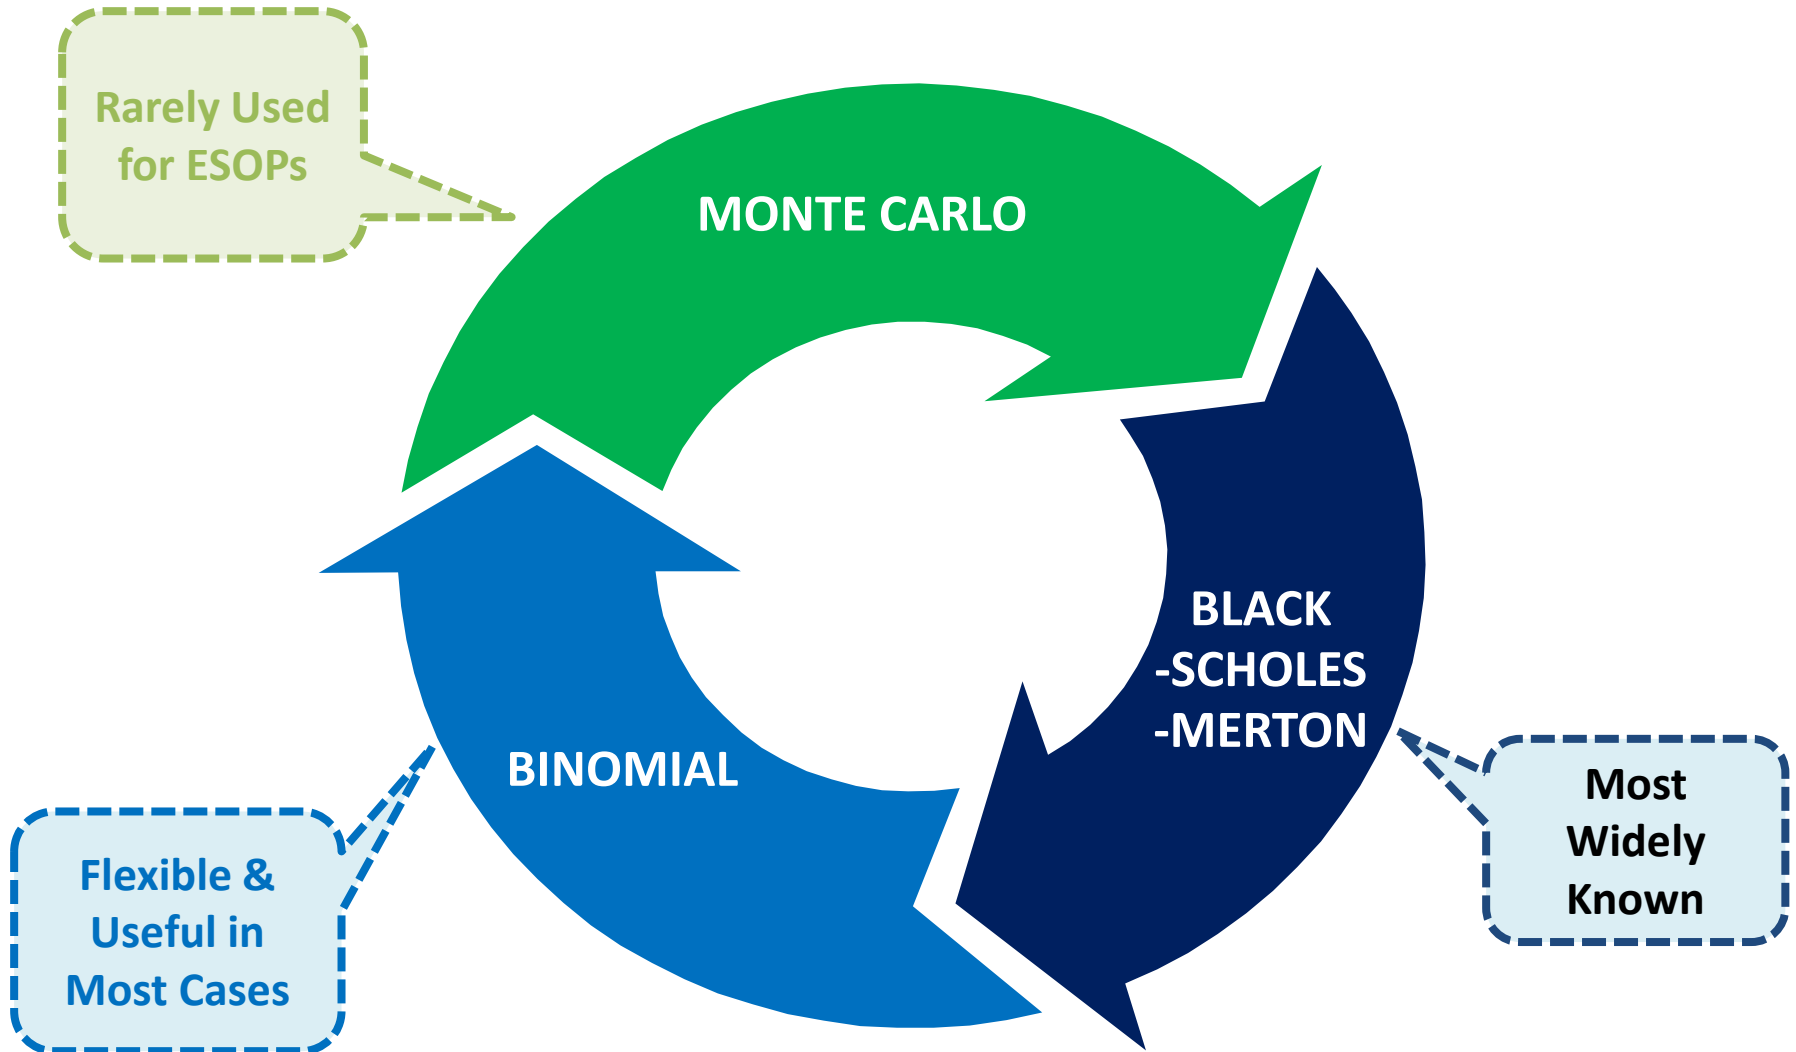 Rarely Used
for ESOPs
MONTE CARLO
BLACK
-SCHOLES
-MERTON
BINOMIAL
Most
Widely
Known
Flexible &
Useful in
Most Cases